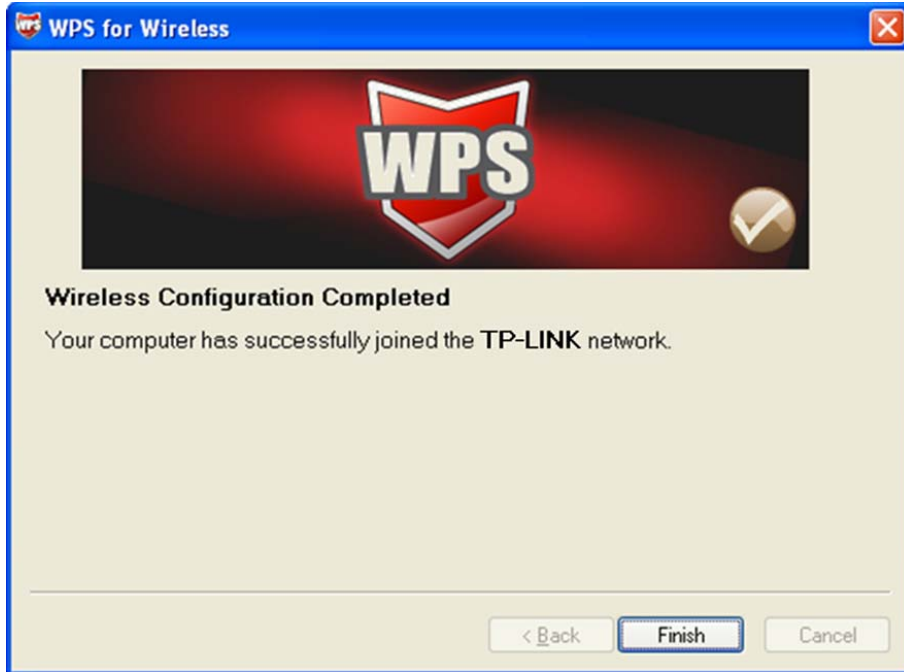 WPS for Wireless
WPS
Wireless Configuration Completed
Your computer has successfully joined the TP-LINK network.
< Back Finish Cancel